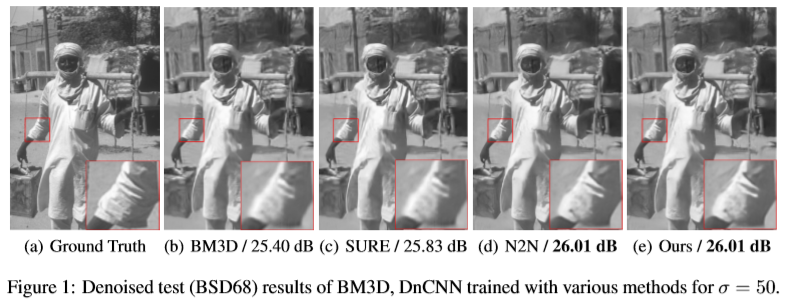 (a) Ground Truth (b) BM3D / 25.40 dB (c) SURE / 25.83 dB (d) N2N / 26.01 dB (e) Ours / 26.01 dB
Figure 1: Denoised test (BSD68) results of BM3D, DnCNN trained with various methods for σ = 50.